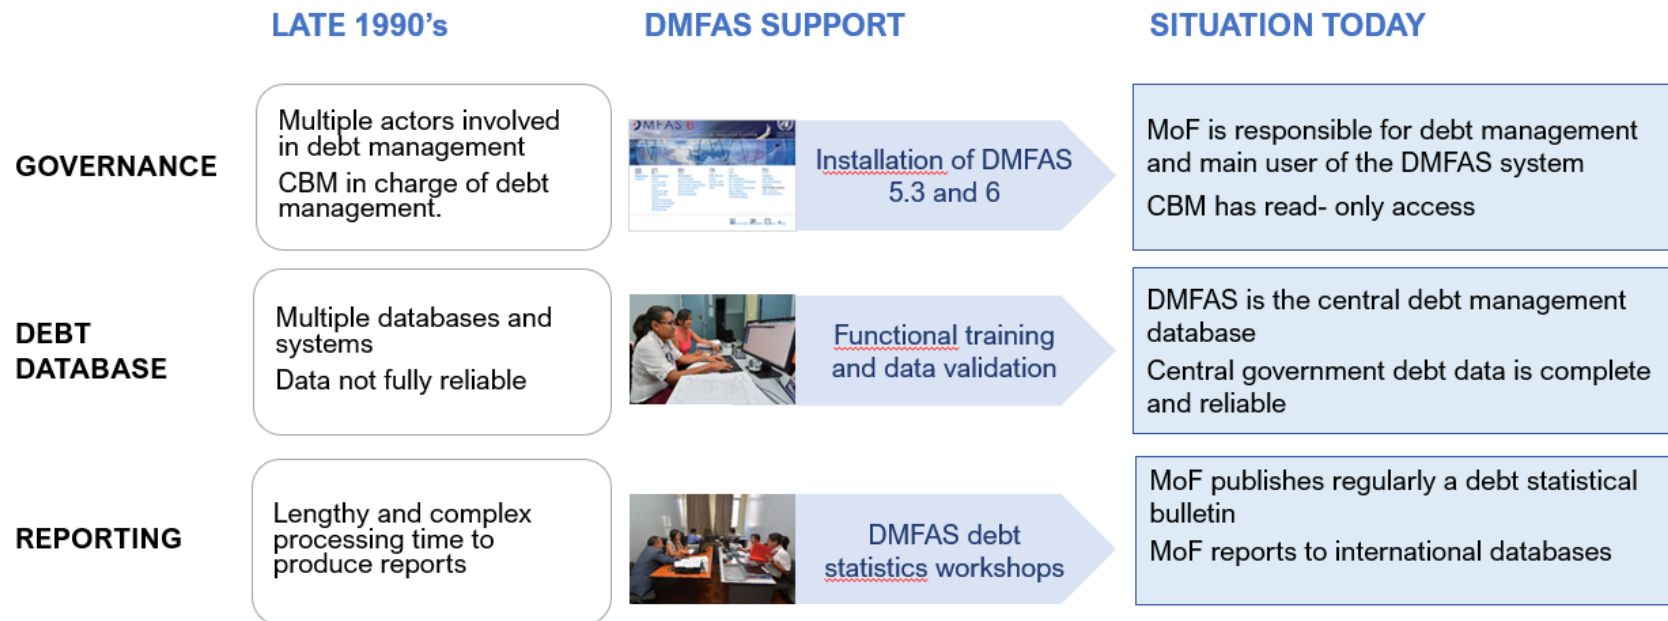 LATE 1990's
DMFAS SUPPORT
SITUATION TODAY
GOVERNANCE
Multiple actors involved
in debt management
CBM in charge of debt
management.
DMFAS 6
Installation of DMFAS
5.3 and 6
MoF is responsible for debt management
and main user of the DMFAS system
CBM has read- only access
DEBT
DATABASE
Multiple databases and
systems
Data not fully reliable
Functional training
and data validation
DMFAS is the central debt management
database
Central government debt data is complete
and reliable
REPORTING
Lengthy and complex
processing time to
produce reports
DMFAS debt
statistics workshops
MoF publishes regularly a debt statistical
bulletin
MoF reports to international databases